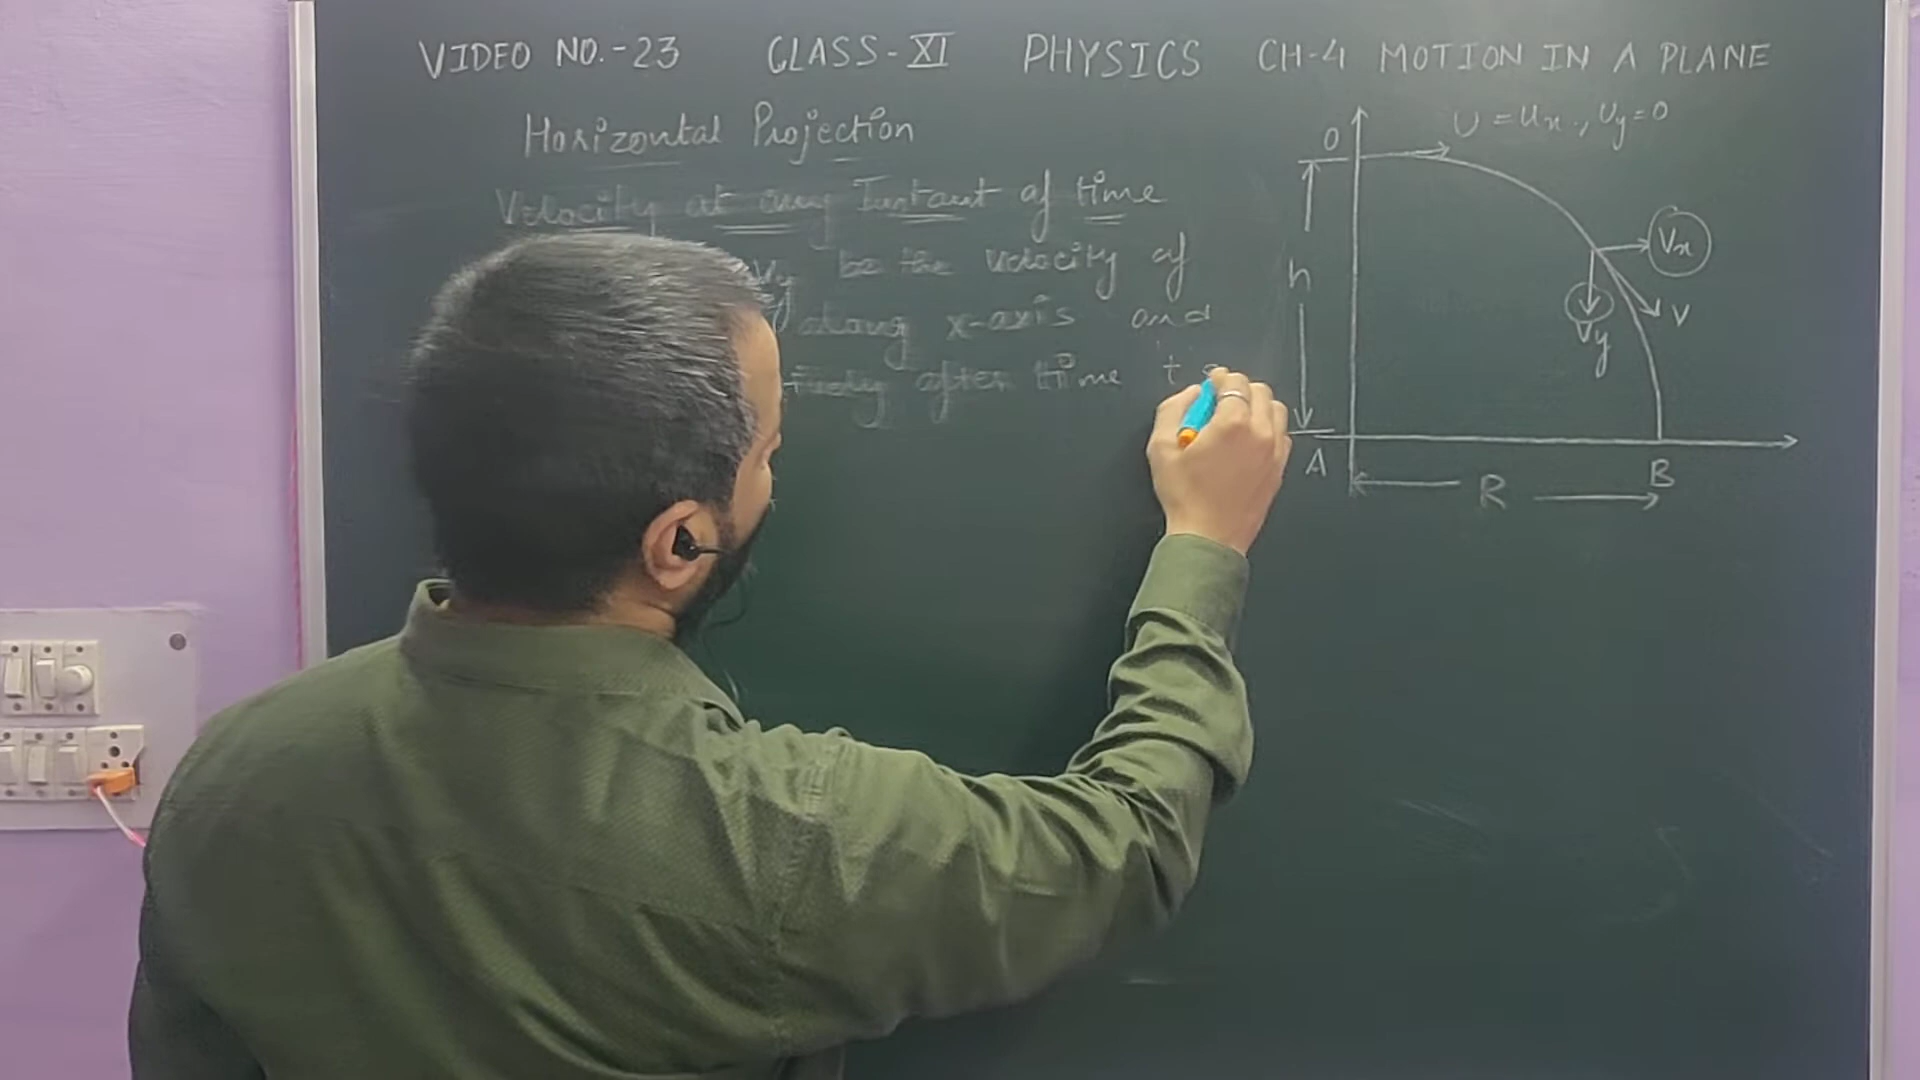 VIDEO NO.-23 CLASS-XI PHYSICS CH-4 MOTION IN A PLANE
Horizontal Projection
Velocity at any Instant of time
Vy be the velocity of
along x-axis and
after time t
O
U = Ux, Uy=0
Vx
h
Vy
V
A
B
R